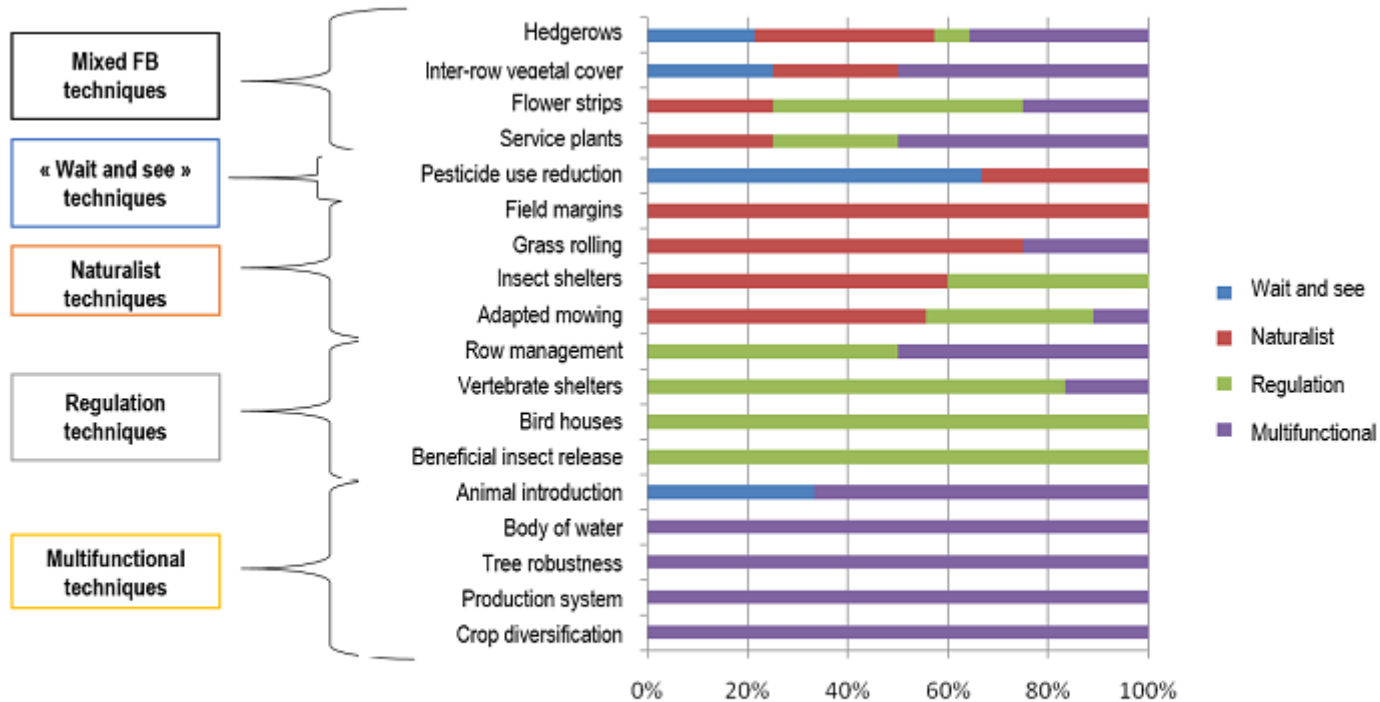 Mixed FB
techniques
« Wait and see »
techniques
Naturalist
techniques
Regulation
techniques
Multifunctional
techniques
Hedgerows
Inter-row vegetal cover
Flower strips
Service plants
Pesticide use reduction
Field margins
Grass rolling
Insect shelters
Adapted mowing
Row management
Vertebrate shelters
Bird houses
Beneficial insect release
Animal introduction
Body of water
Tree robustness
Production system
Crop diversification
0% 20% 40% 60% 80% 100%
Wait and see
Naturalist
Regulation
Multifunctional